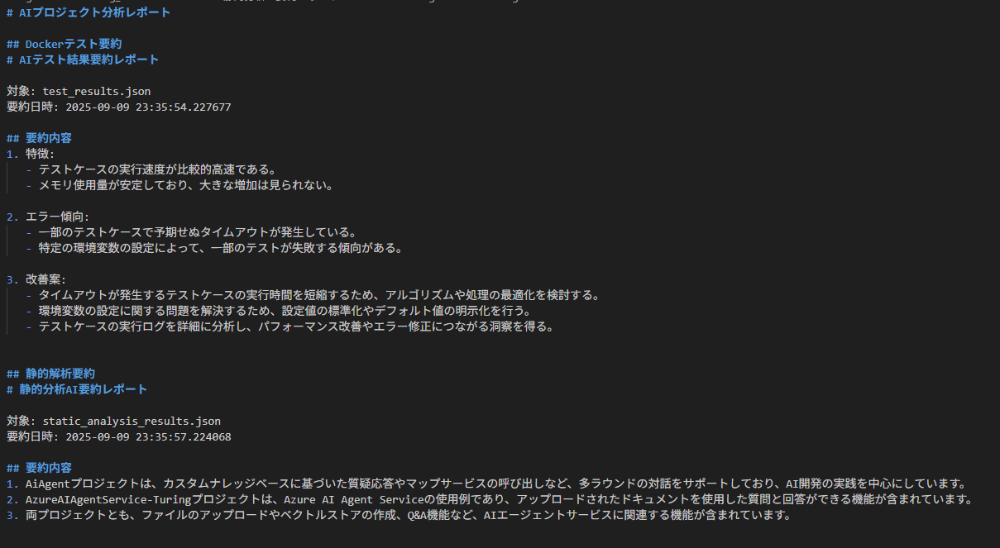 # AIプロジェクト分析レポート
## Dockerテスト要約
# AIテスト結果要約レポート
対象: test_results.json
要約日時: 2025-09-09 23:35:54.227677
## 要約内容
1. 特徴:
- テストケースの実行速度が比較的高速である。
- メモリ使用量が安定しており、大きな増加は見られない。
2. エラー傾向:
- 一部のテストケースで予期せぬタイムアウトが発生している。
- 特定の環境変数の設定によって、一部のテストが失敗する傾向がある。
3. 改善案:
- タイムアウトが発生するテストケースの実行時間を短縮するため、アルゴリズムや処理の最適化を検討する。
- 環境変数の設定に関する問題を解決するため、設定値の標準化やデフォルト値の明示化を行う。
- テストケースの実行ログを詳細に分析し、パフォーマンス改善やエラー修正につながる洞察を得る。
## 静的解析要約
# 静的分析AI要約レポート
対象: static_analysis_results.json
要約日時: 2025-09-09 23:35:57.224068
## 要約内容
1. AiAgentプロジェクトは、カスタムナレッジベースに基づいた質疑応答やマップサービスの呼び出しなど、多ラウンドの対話をサポートしており、AI開発の実践を中心にしています。
2. AzureAIAgentService-Turingプロジェクトは、Azure AI Agent Serviceの使用例であり、アップロードされたドキュメントを使用した質問と回答ができる機能が含まれています。
3. 両プロジェクトとも、ファイルのアップロードやベクトルストアの作成、Q&A機能など、AIエージェントサービスに関連する機能が含まれています。